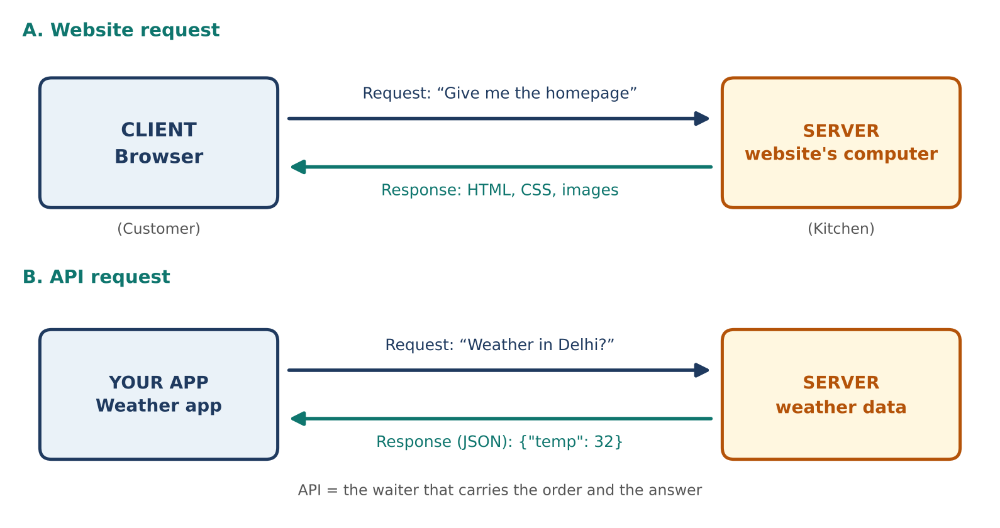 A. Website request
CLIENT
Browser
Request: “Give me the homepage”
Response: HTML, CSS, images
SERVER
website's computer
(Customer)
(Kitchen)
B. API request
YOUR APP
Weather app
Request: “Weather in Delhi?”
Response (JSON): {"temp": 32}
SERVER
weather data
API = the waiter that carries the order and the answer